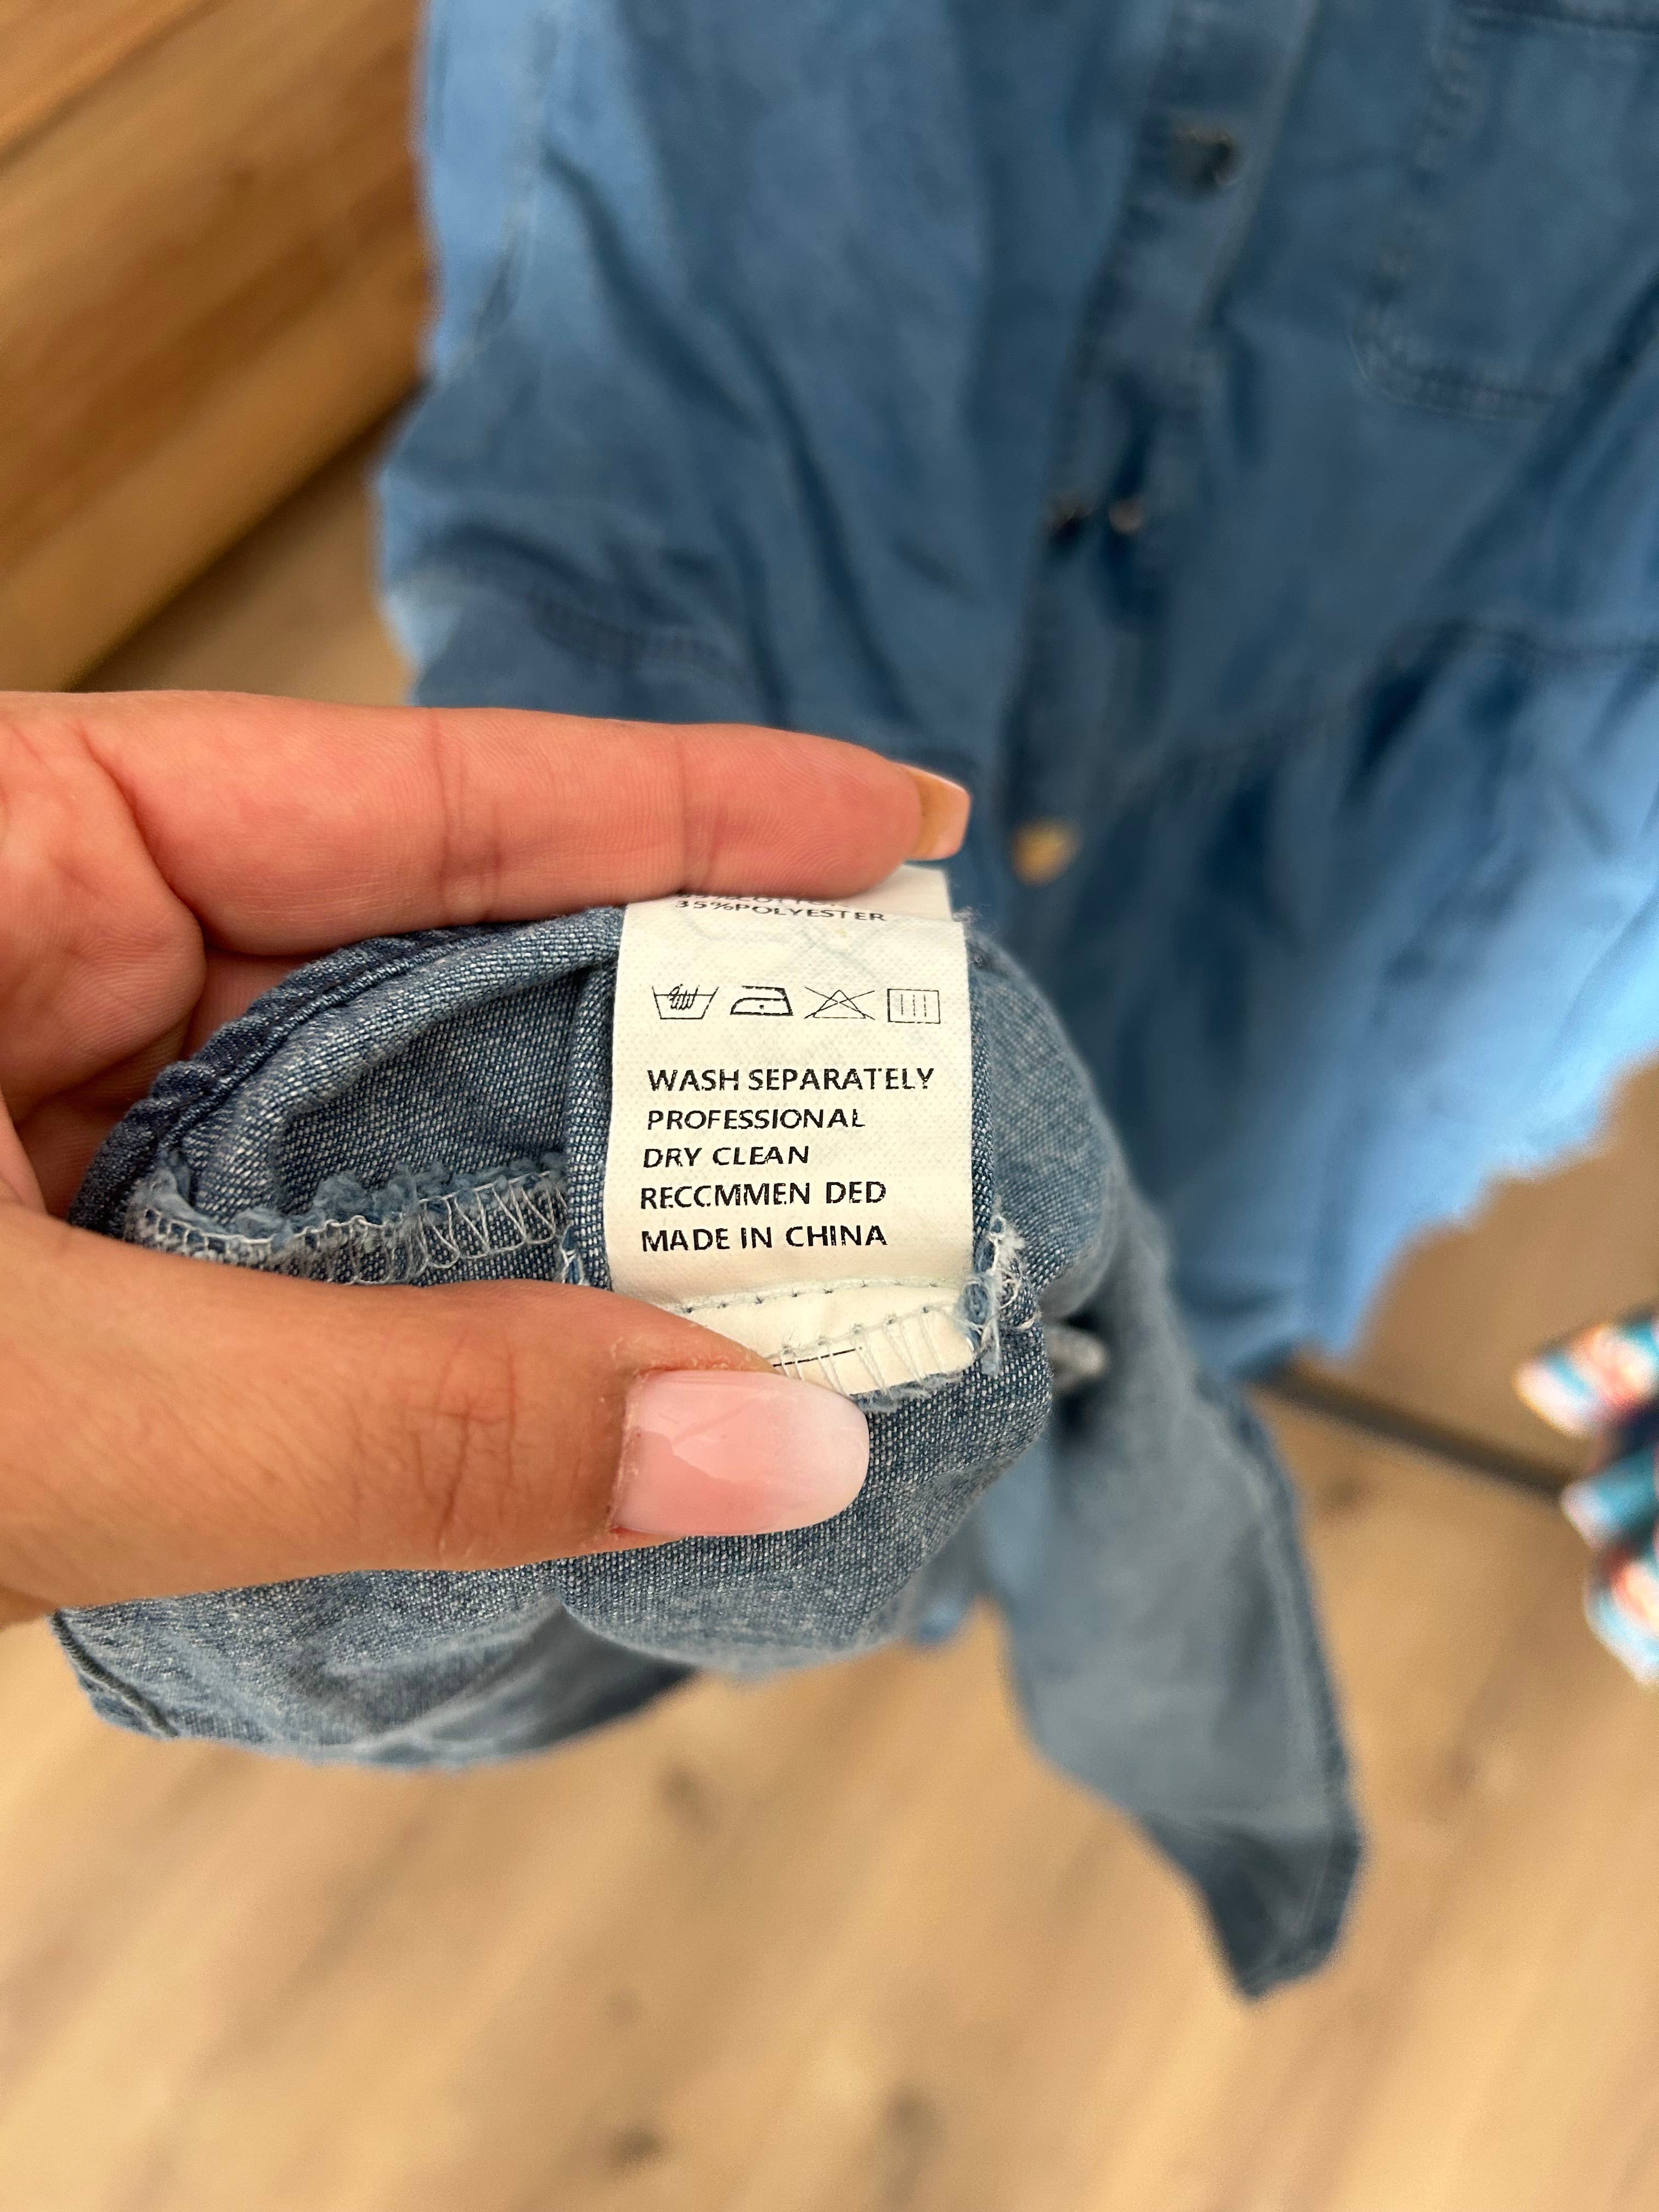 35%POLYESTER
WASH SEPARATELY
PROFESSIONAL
DRY CLEAN
RECCMMEN DED
MADE IN CHINA